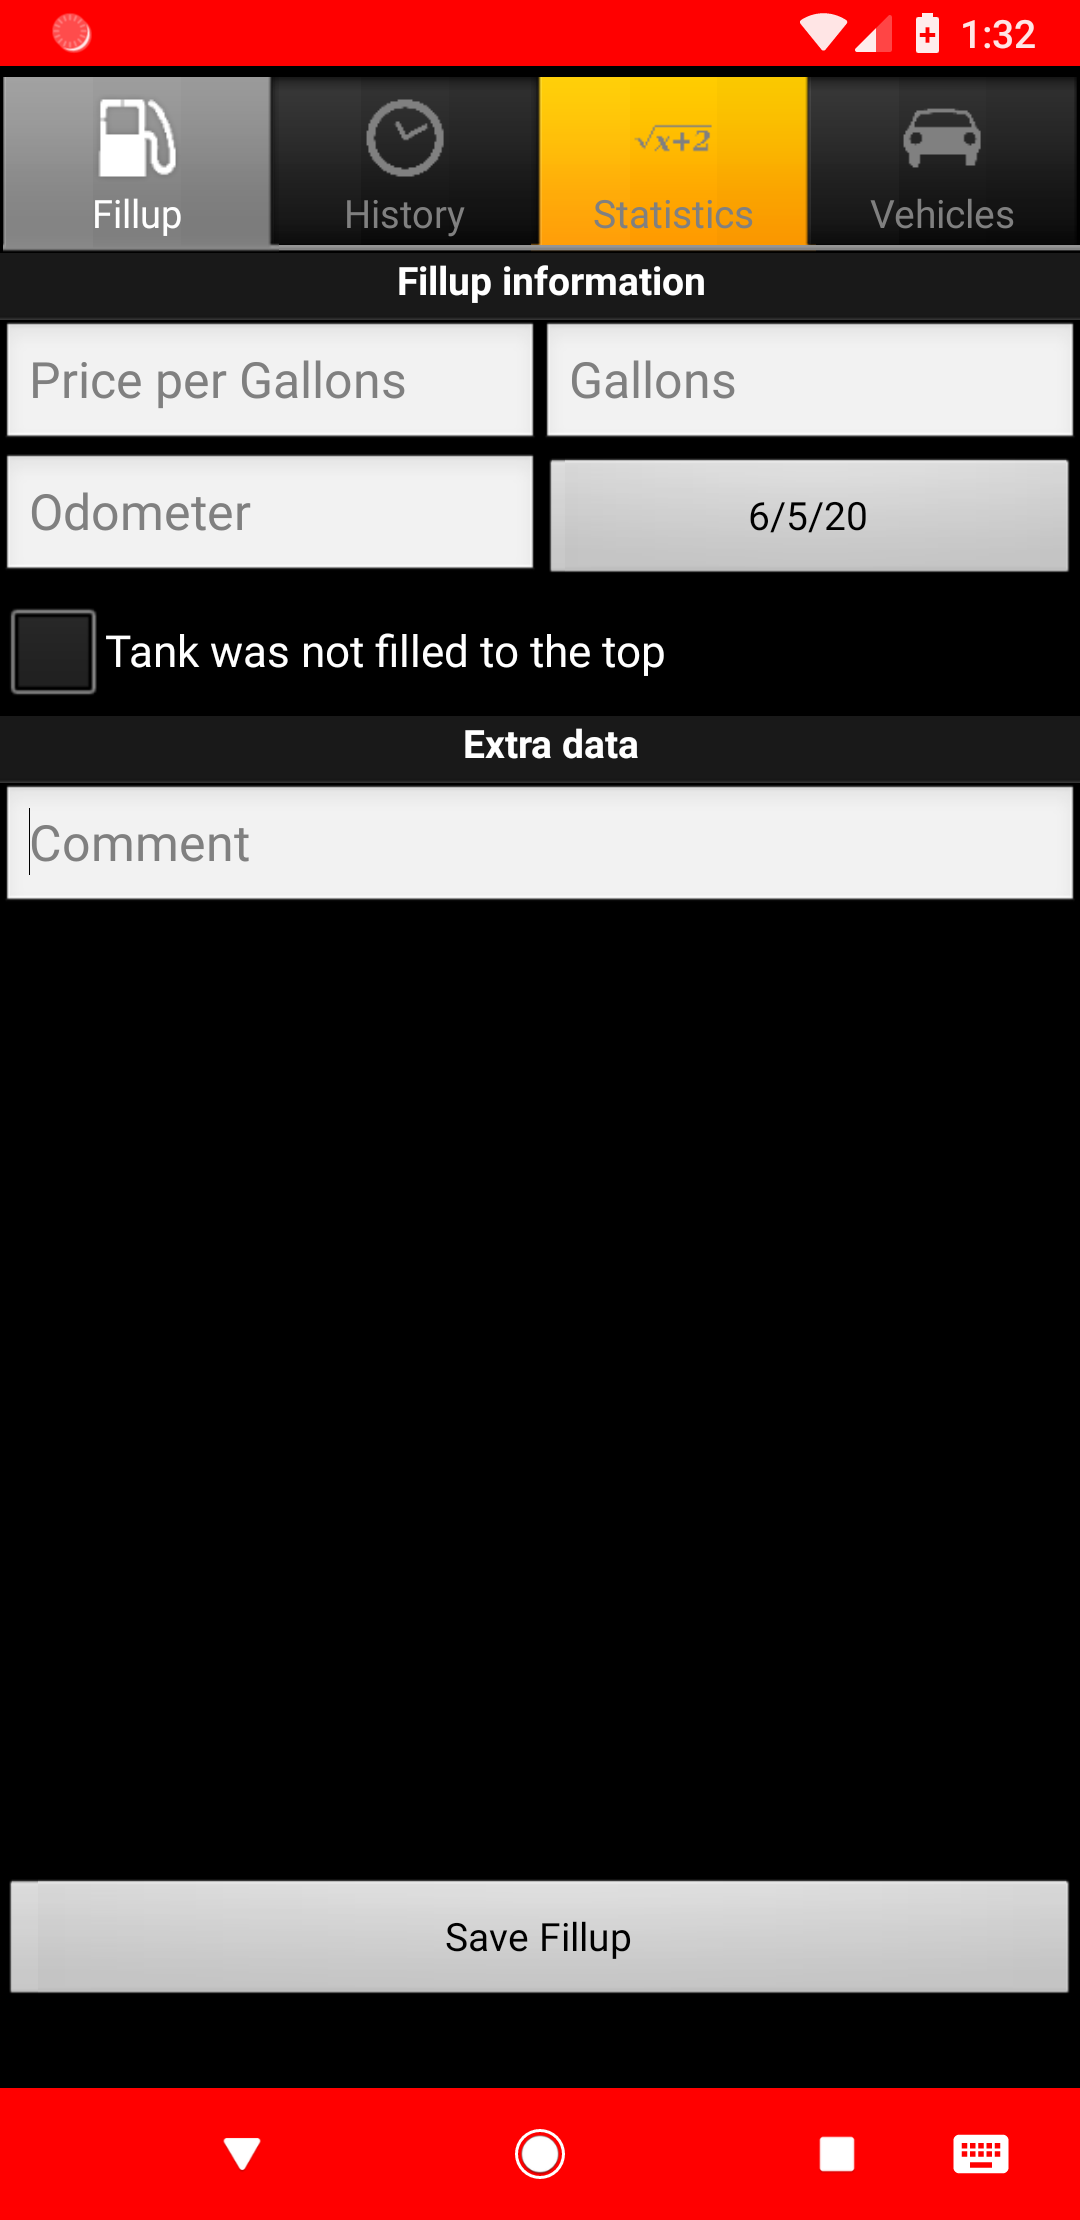 1:32
√x+2
Fillup
History
Statistics
Vehicles
Fillup information
Price per Gallons
Gallons
Odometer
6/5/20
Tank was not filled to the top
Extra data
Comment
Save Fillup